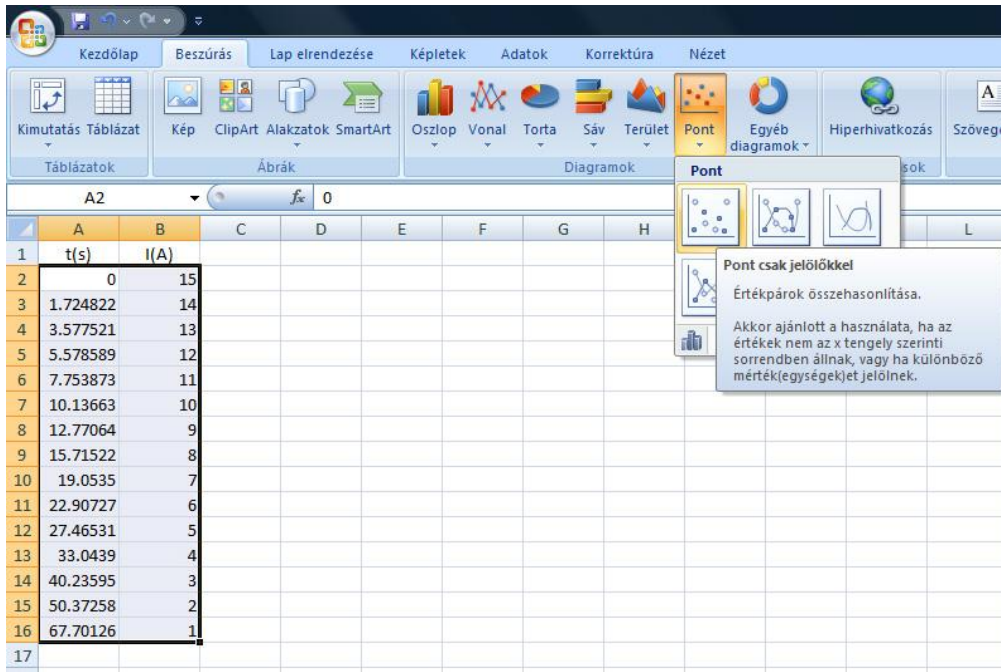 Kezdőlap Beszúrás Lap elrendezése Képletek Adatok Korrektúra Nézet
Kimutatás Táblázat Kép ClipArt Alakzatok SmartArt Oszlop Vonal Torta Sáv Terület Pont Egyéb diagramok Hiperhivatkozás Szöveg
Táblázatok Ábrák Diagramok sok
Pont
A2 fx 0
A B C D E F G H L
1 t(s) I(A)
Pont csak jelölőkkel
Értékpárok összehasonlítása.
Akkor ajánlott a használata, ha az
értékek nem az x tengely szerinti
sorrendben állnak, vagy ha különböző
mérték(egységek)et jelölnek.
2 0 15
3 1.724822 14
4 3.577521 13
5 5.578589 12
6 7.753873 11
7 10.13663 10
8 12.77064 9
9 15.71522 8
10 19.0535 7
11 22.90727 6
12 27.46531 5
13 33.0439 4
14 40.23595 3
15 50.37258 2
16 67.70126 1
17